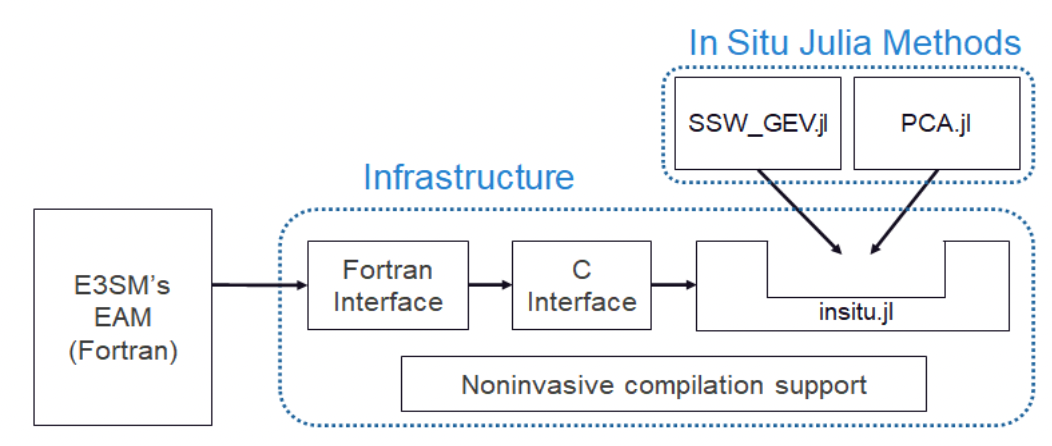 In Situ Julia Methods
SSW_GEV.jl
PCA.jl
Infrastructure
E3SM's
EAM
(Fortran)
Fortran
Interface
C
Interface
insitu.jl
Noninvasive compilation support